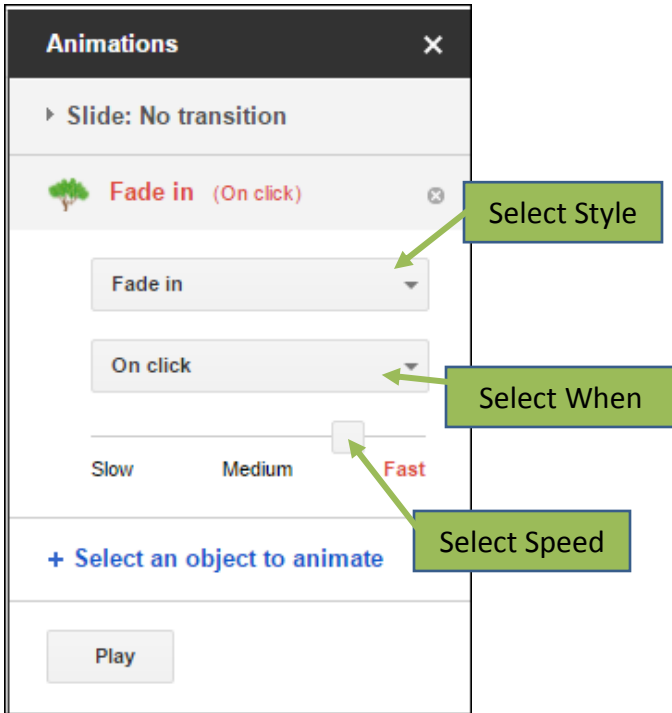 Animations ×
Slide: No transition
Fade in (On click)
Select Style
Fade in
On click
Select When
Slow Medium Fast
Select Speed
+ Select an object to animate
Play